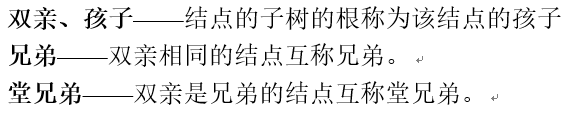 双亲、孩子——结点的子树的根称为该结点的孩子
兄弟——双亲相同的结点互称兄弟。
堂兄弟——双亲是兄弟的结点互称堂兄弟。